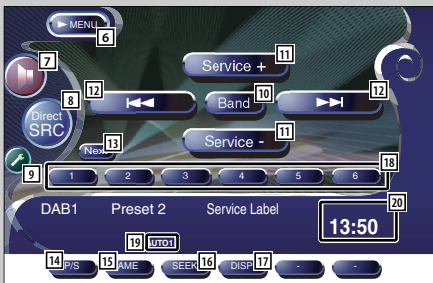 ► MENU
6
7
11
Service +
12
10
12
8
⏮ Band ⏭
Direct
SRC
13
11
Next
Service -
18
9
1 2 3 4 5 6
20
DAB1 Preset 2 Service Label
13:50
19
AUTO1
14 15 16 17
P/S AME SEEK DISP - -